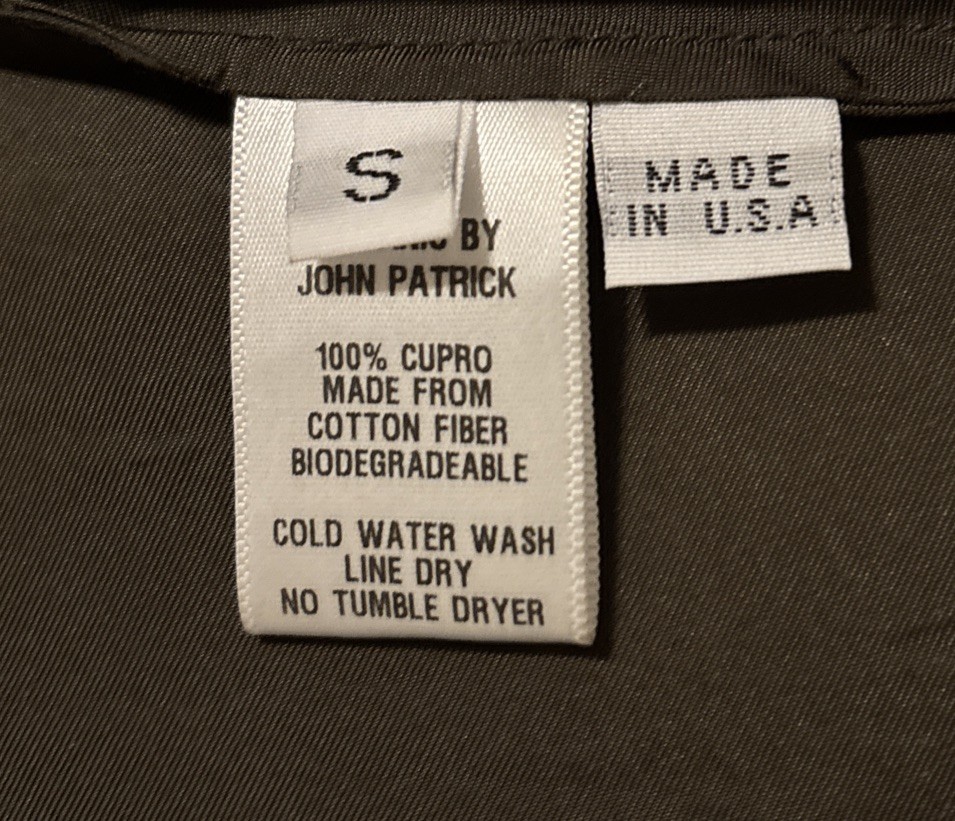 S
BY
JOHN PATRICK
100% CUPRO
MADE FROM
COTTON FIBER
BIODEGRADEABLE
COLD WATER WASH
LINE DRY
NO TUMBLE DRYER
MADE
IN U.S.A